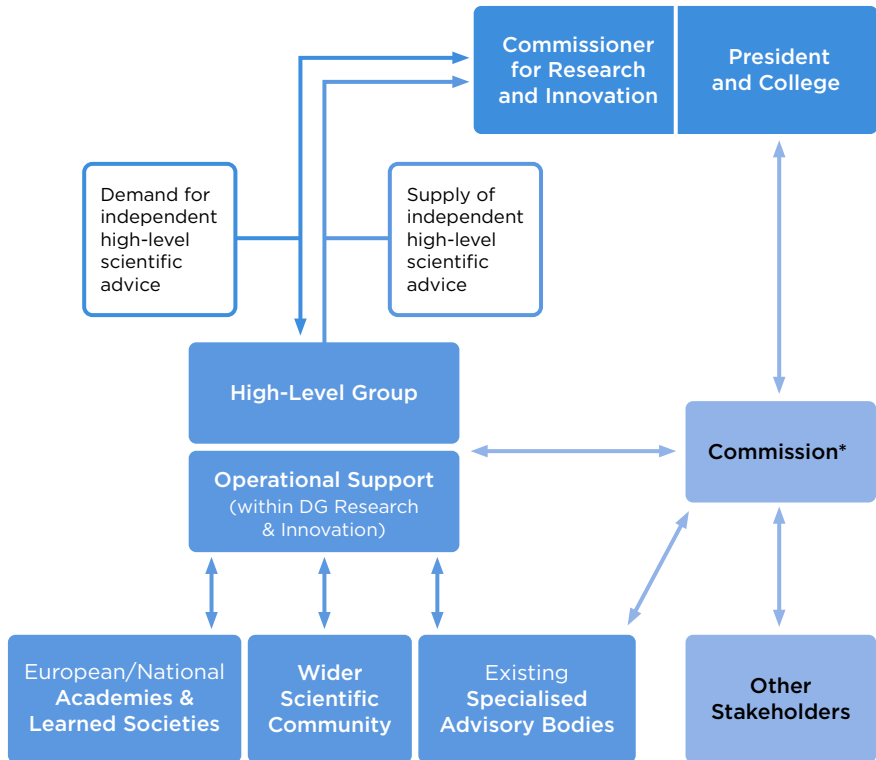 Commissioner
for Research
and Innovation
President
and College
Demand for
independent
high-level
scientific
advice
Supply of
independent
high-level
scientific
advice
High-Level Group
Operational Support
(within DG Research
& Innovation)
Commission*
European/National
Academies &
Learned Societies
Wider
Scientific
Community
Existing
Specialised
Advisory Bodies
Other
Stakeholders